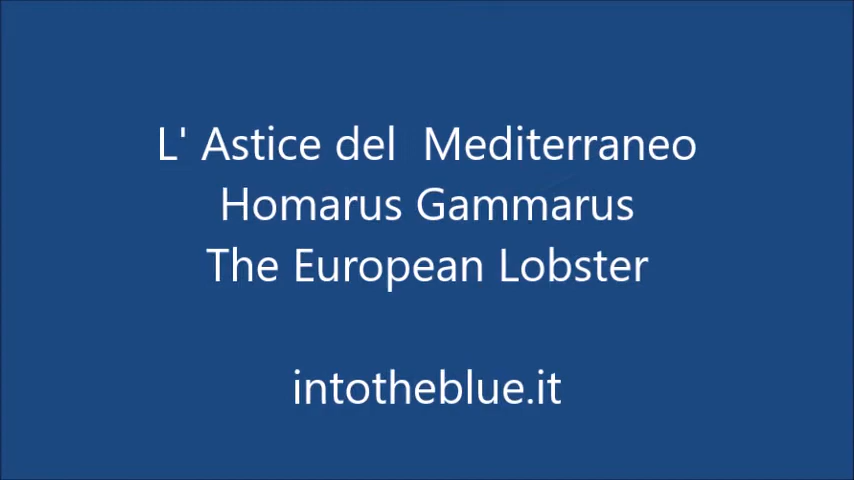 L' Astice del  Mediterraneo
Homarus Gammarus
The European Lobster
intotheblue.it